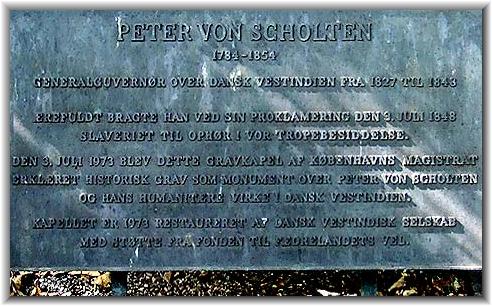 PETER VON SCHOLTEN
1784-1854
GENERALGUVERNØR OVER DANSK VESTINDIEN FRA 1827 TIL 1843
ÆREFULDT BRAGTE HAN VED SIN PROKLAMERING DEN 3. JULI 1848
SLAVERIET TIL OPHØR I VOR TROPEBESIDDELSE.
DEN 3. JULI 1973 BLEV DETTE GRAVKAPEL AF KØBENHAVNS MAGISTRAT
ERKLÆRET HISTORISK GRAV SOM MONUMENT OVER PETER VON SCHOLTEN
OG HANS HUMANITÆRE VIRKE I DANSK VESTINDIEN.
KAPELLET ER 1973 RESTAURERET AF DANSK VESTINDISK SELSKAB
MED STØTTE FRA FONDEN TIL FÆDRELANDETS VEL.